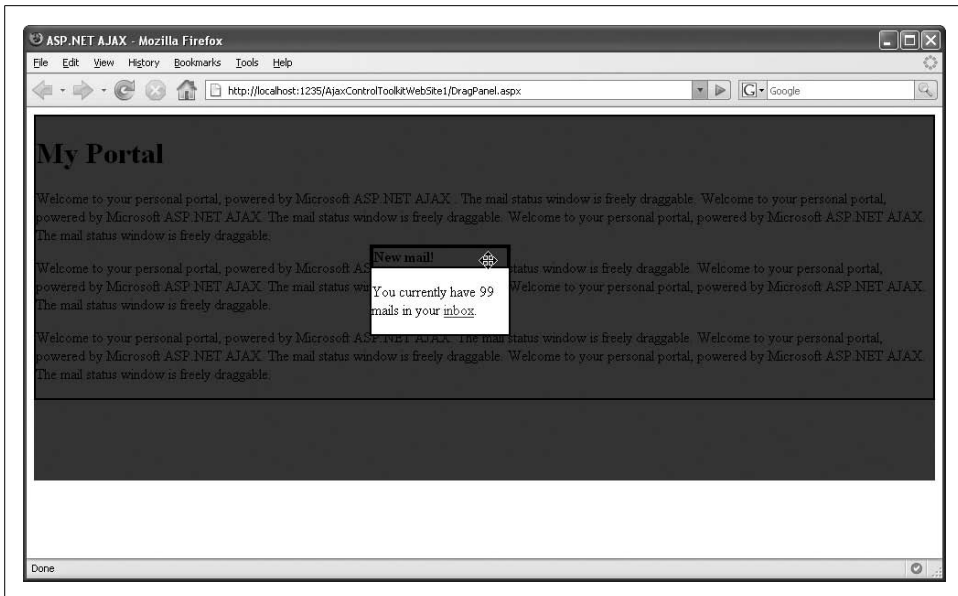 ASP.NET AJAX - Mozilla Firefox
File Edit View History Bookmarks Tools Help
http://localhost:1235/AjaxControlToolkitWebSite1/DragPanel.aspx
G Google
My Portal
Welcome to your personal portal, powered by Microsoft ASP.NET AJAX . The mail status window is freely draggable. Welcome to your personal portal,
powered by Microsoft ASP.NET AJAX. The mail status window is freely draggable. Welcome to your personal portal, powered by Microsoft ASP.NET AJAX.
The mail status window is freely draggable.
New mail!
You currently have 99
mails in your inbox.
Welcome to your personal portal, powered by Microsoft status window is freely draggable. Welcome to your personal portal,
powered by Microsoft ASP.NET AJAX. The mail Welcome to your personal portal, powered by Microsoft ASP.NET AJAX.
The mail status window is freely draggable.
Welcome to your personal portal, powered by Microsoft ASP.NET AJAX. The mail status window is freely draggable. Welcome to your personal portal,
powered by Microsoft ASP.NET AJAX. The mail status window is freely draggable. Welcome to your personal portal, powered by Microsoft ASP.NET AJAX.
The mail status window is freely draggable.
Done